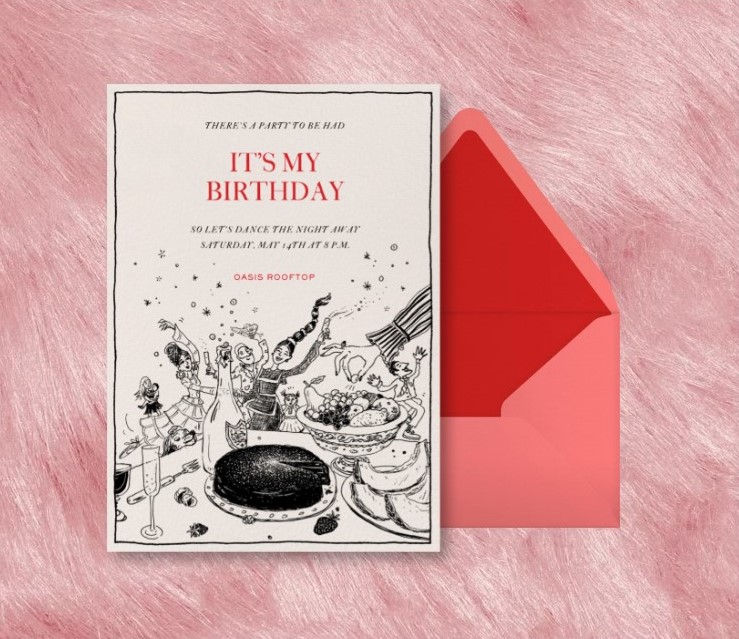 THERE'S A PARTY TO BE HAD
IT'S MY
BIRTHDAY
SO LET'S DANCE THE NIGHT AWAY
SATURDAY, MAY 14TH AT 8 P.M.
OASIS ROOFTOP